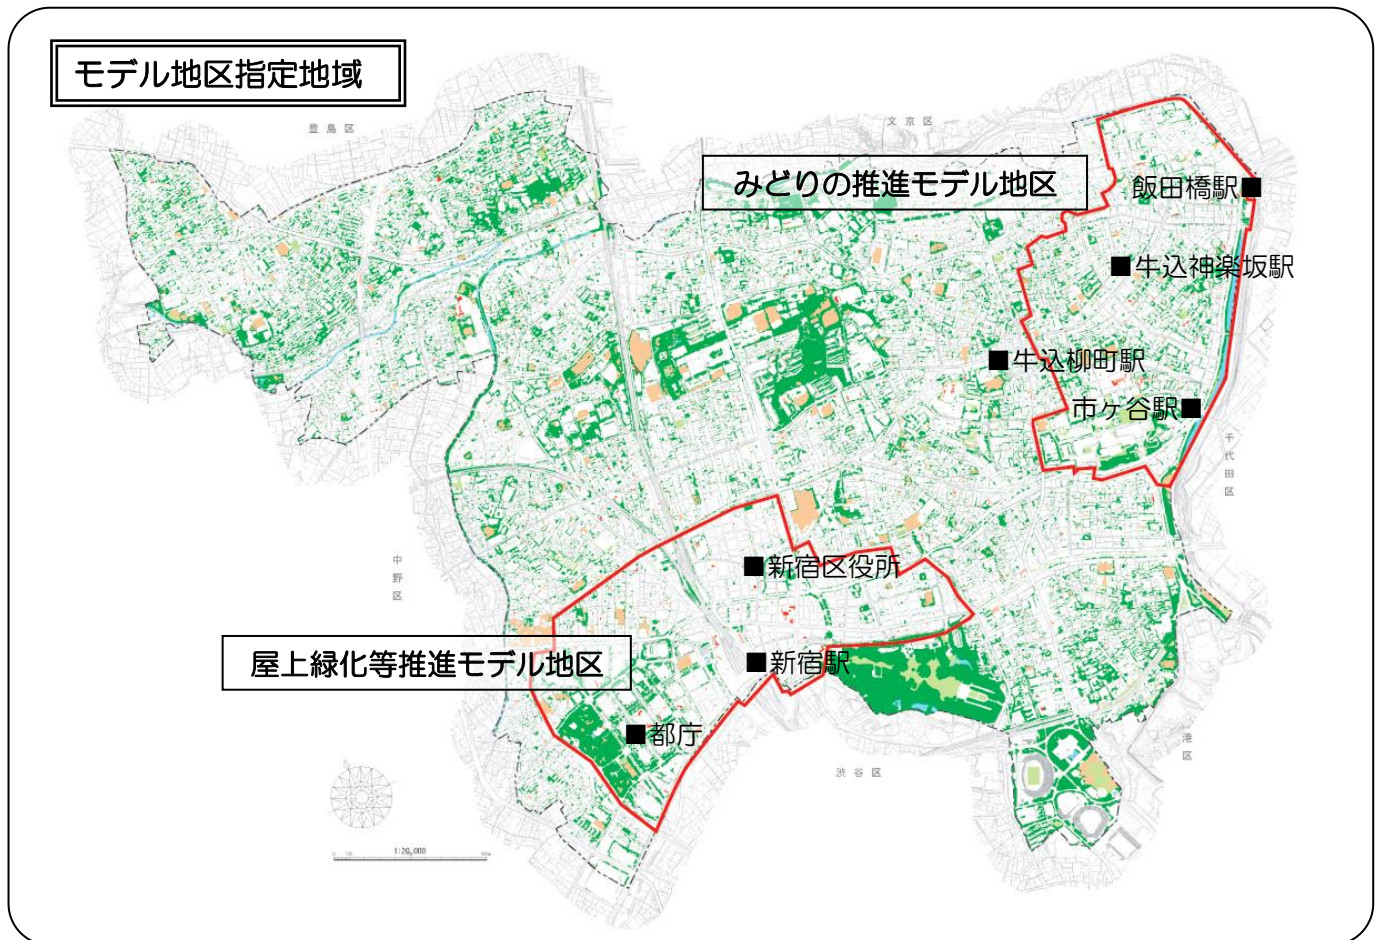 モデル地区指定地域
豊島区
文京区
みどりの推進モデル地区
飯田橋駅■
■牛込神楽坂駅
■牛込柳町駅
市ヶ谷駅■
千代田区
中野区
■新宿区役所
屋上緑化等推進モデル地区
■新宿駅
■都庁
港区
渋谷区
1:20,000